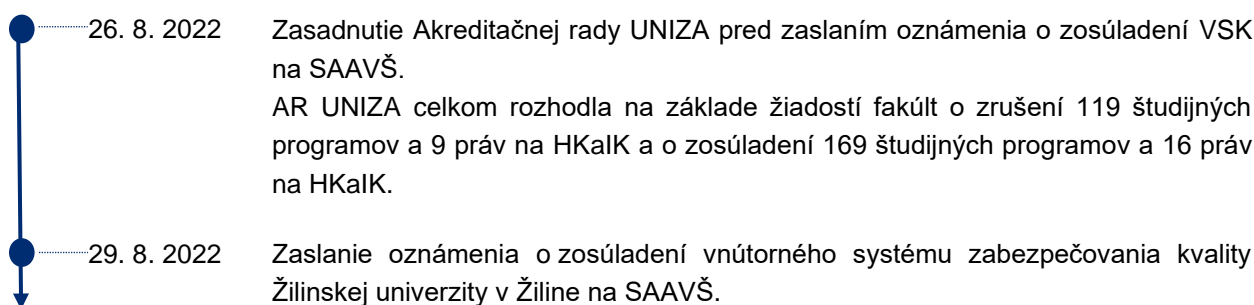 26. 8. 2022 Zasadnutie Akreditačnej rady UNIZA pred zaslaním oznámenia o zosúladení VSK
na SAAVŠ.
AR UNIZA celkom rozhodla na základe žiadostí fakúlt o zrušení 119 študijných
programov a 9 práv na HKaIK a o zosúladení 169 študijných programov a 16 práv
na HKaIK.
29. 8. 2022 Zaslanie oznámenia o zosúladení vnútorného systému zabezpečovania kvality
Žilinskej univerzity v Žiline na SAAVŠ.